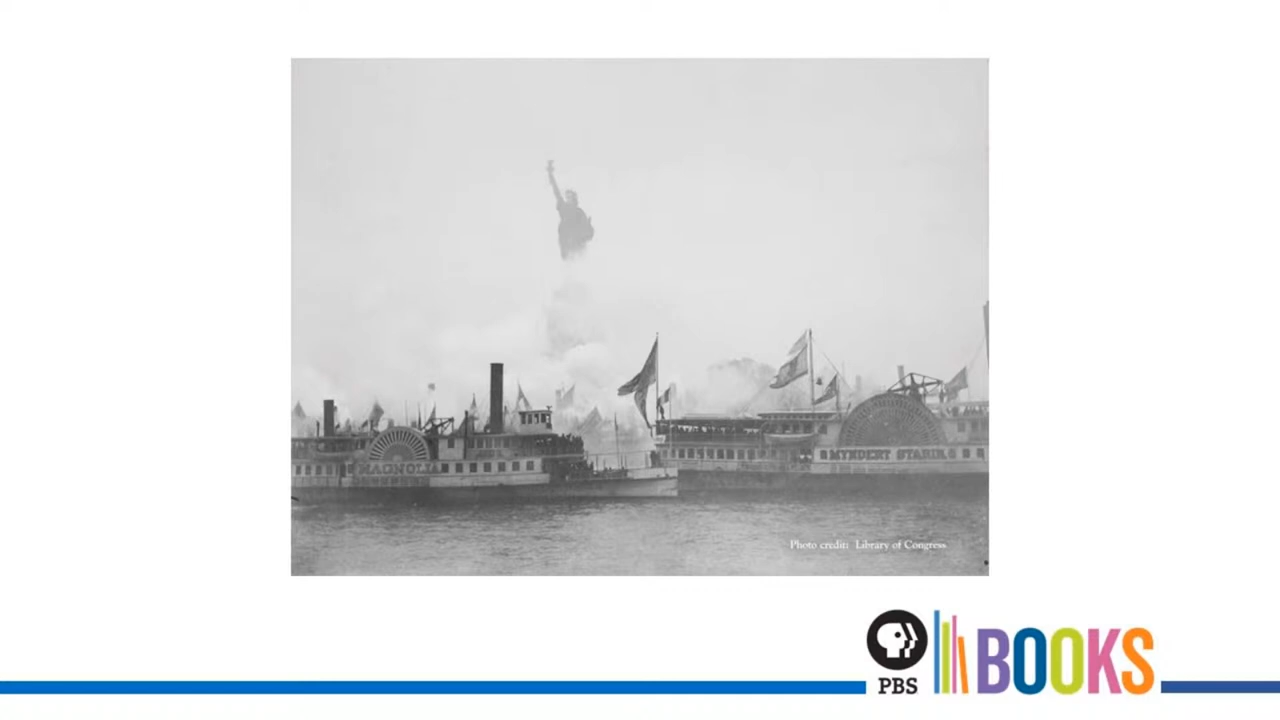 MAGNOLIA
MYNDERT STARIN
Photo credit: Library of Congress
PBS
BOOKS